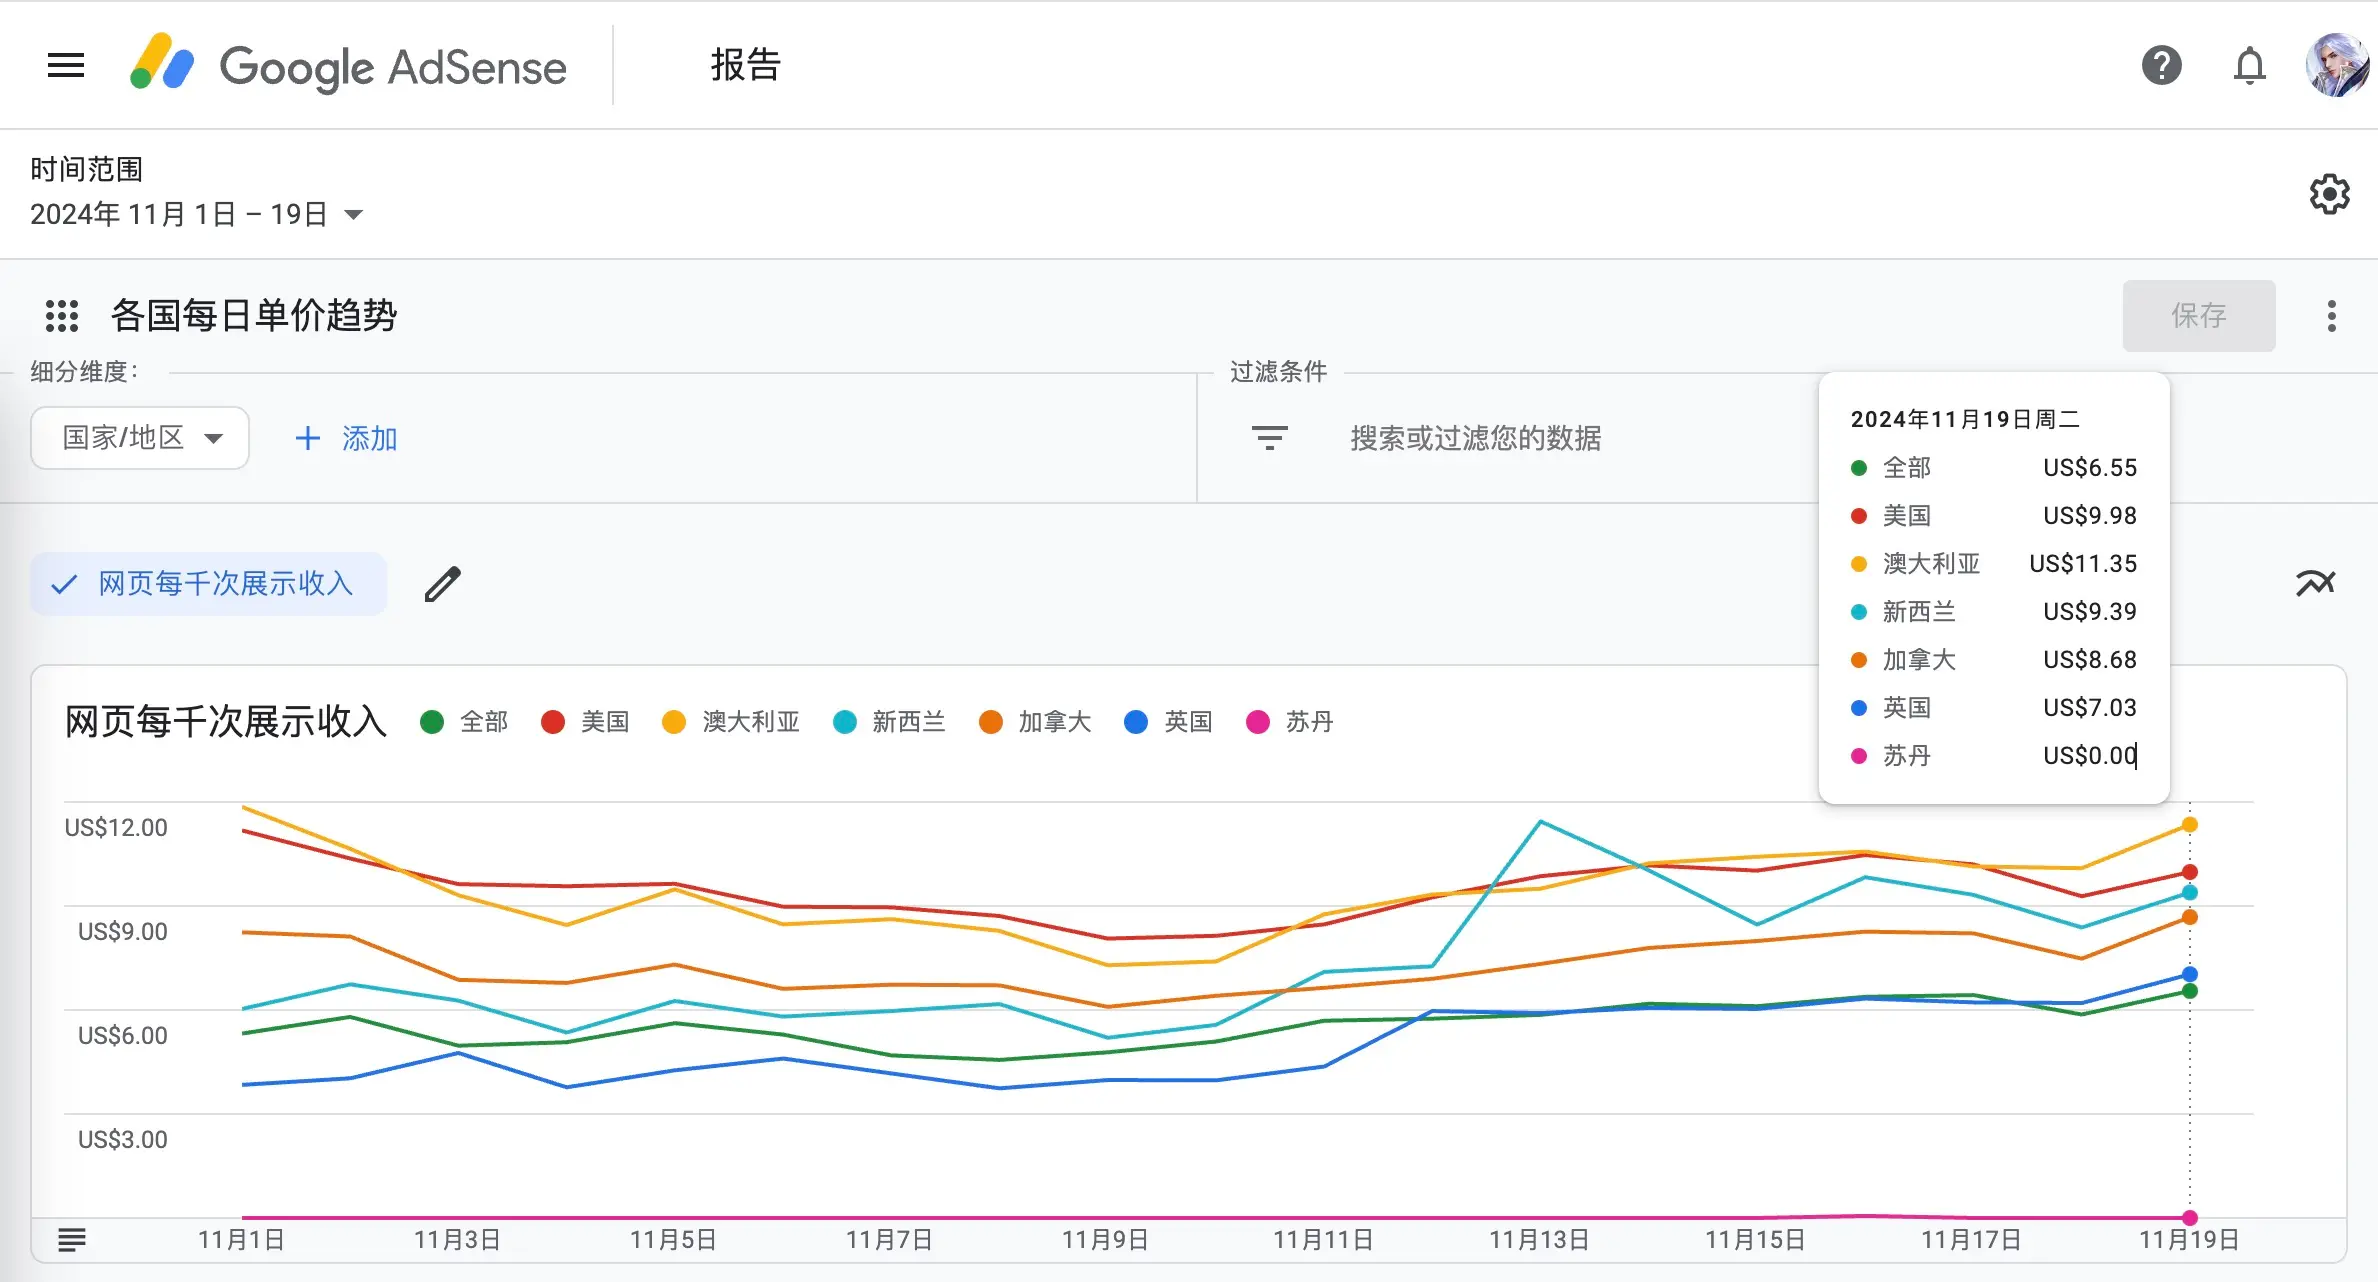 Google AdSense
报告
时间范围
2024年 11月 1日 – 19日
各国每日单价趋势
保存
细分维度：
过滤条件
国家/地区
添加
搜索或过滤您的数据
2024年11月19日周二
全部 US$6.55
美国 US$9.98
澳大利亚 US$11.35
新西兰 US$9.39
加拿大 US$8.68
英国 US$7.03
苏丹 US$0.00
网页每千次展示收入
网页每千次展示收入 全部 美国 澳大利亚 新西兰 加拿大 英国 苏丹
US$12.00
US$9.00
US$6.00
US$3.00
11月1日 11月3日 11月5日 11月7日 11月9日 11月11日 11月13日 11月15日 11月17日 11月19日